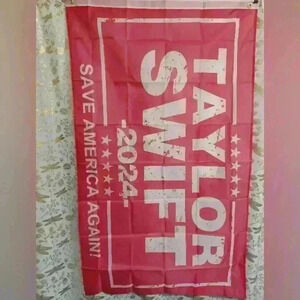 TAYLOR
SWIFT
-2024-
SAVE AMERICA AGAIN!